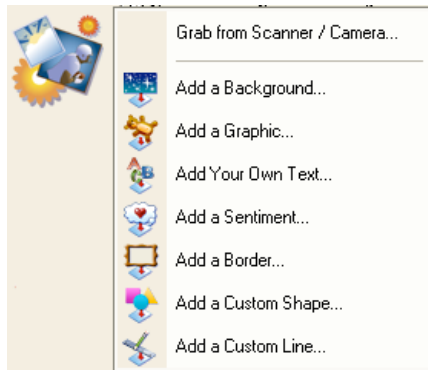 Grab from Scanner / Camera...
Add a Background...
Add a Graphic...
Add Your Own Text...
Add a Sentiment...
Add a Border...
Add a Custom Shape...
Add a Custom Line...